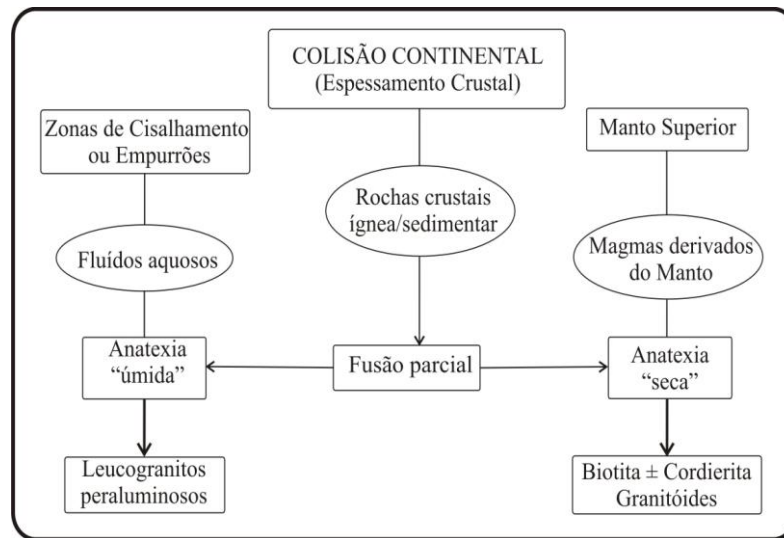 COLISÃO CONTINENTAL
(Espessamento Crustal)
Zonas de Cisalhamento
ou Empurrões
Manto Superior
Rochas crustais
ígnea/sedimentar
Fluídos aquosos
Magmas derivados
do Manto
Anatexia
“úmida”
Fusão parcial
Anatexia
“seca”
Leucogranitos
peraluminosos
Biotita ± Cordierita
Granitóides